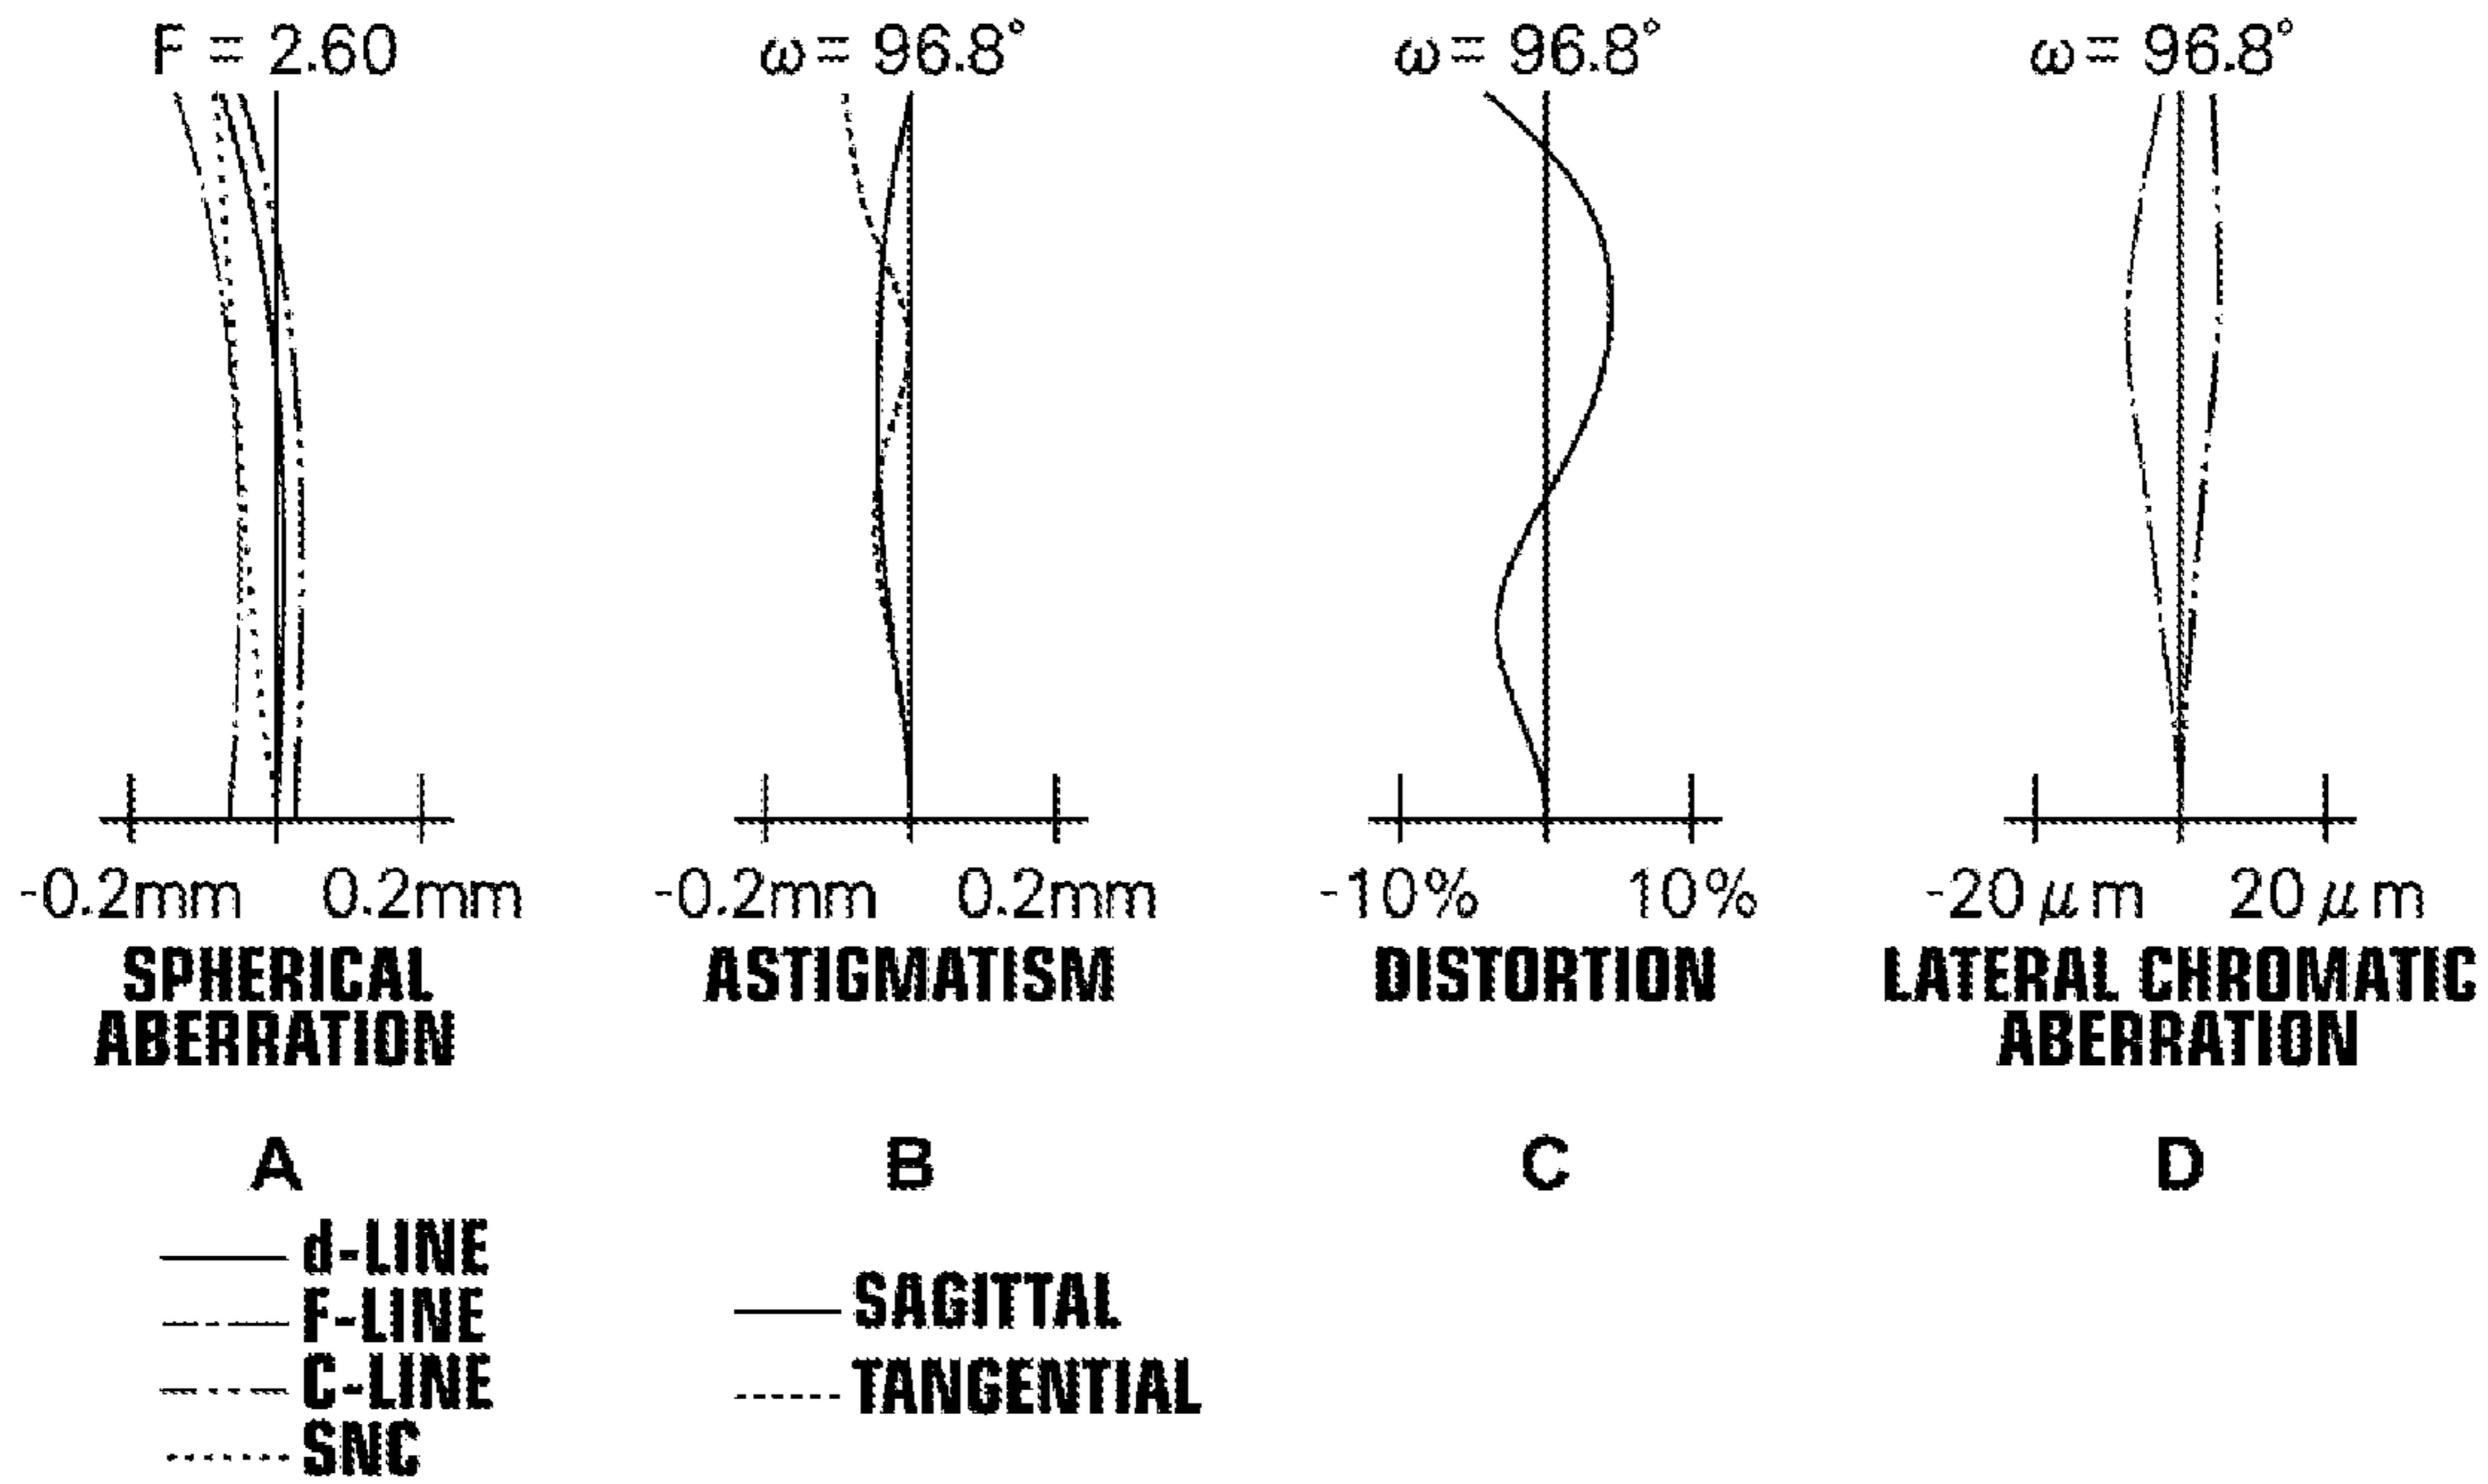 F = 2.60
ω = 96.8°
ω = 96.8°
ω = 96.8°
-0.2mm 0.2mm
-0.2mm 0.2mm
-10% 10%
-20μm 20μm
SPHERICAL
ABERRATION
ASTIGMATISM
DISTORTION
LATERAL CHROMATIC
ABERRATION
A
B
C
D
d-LINE
F-LINE
C-LINE
SNC
SAGITTAL
TANGENTIAL